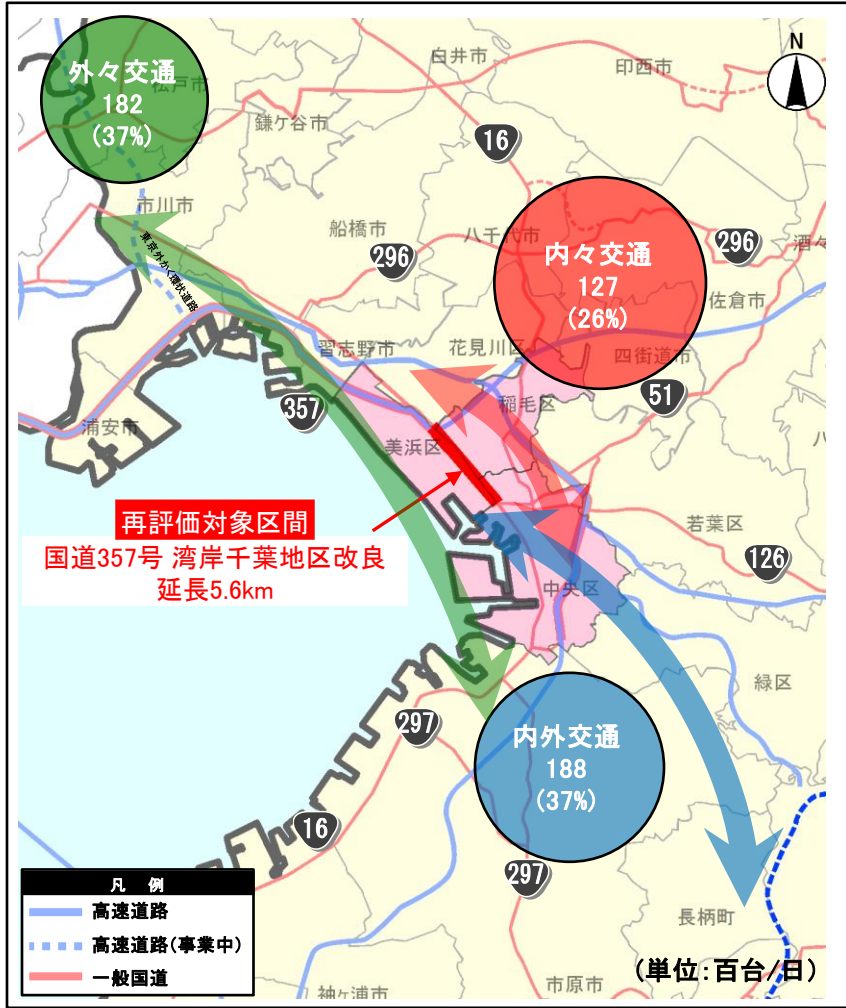 外々交通
182
(37%)
松戸市
白井市
印西市
N
鎌ケ谷市
16
市川市
船橋市
296
八千代市
296
酒々
東京外かく環状道路
内々交通
127
(26%)
佐倉市
習志野市
花見川区
四街道市
51
稲毛区
357
浦安市
美浜区
八
再評価対象区間
国道357号 湾岸千葉地区改良
延長5.6km
若葉区
126
中央区
緑区
297
内外交通
188
(37%)
16
297
凡 例
高速道路
高速道路(事業中)
一般国道
長柄町
(単位:百台/日)
袖ヶ浦市
市原市